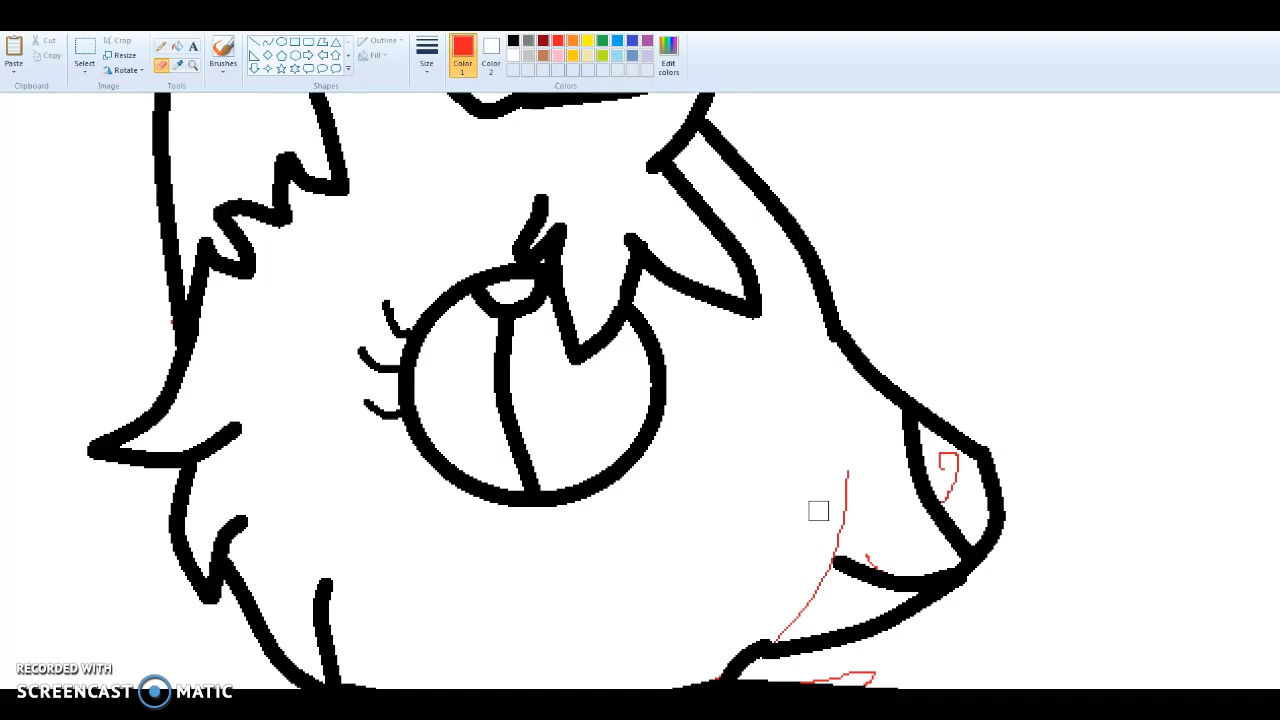 Cut
Copy
Paste
Clipboard
Crop
Resize
Rotate
Select
Image
A
Tools
Brushes
Outline
Fill
Shapes
Size
Color
1
Color
2
Edit
colors
Colors
RECORDED WITH
SCREENCAST MATIC